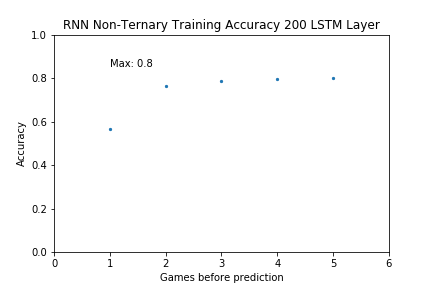 RNN Non-Ternary Training Accuracy 200 LSTM Layer
1.0
Max: 0.8
0.8
0.6
Accuracy
0.4
0.2
0.0
0 1 2 3 4 5 6
Games before prediction